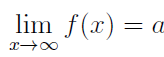 lim f(x) = a
x→∞